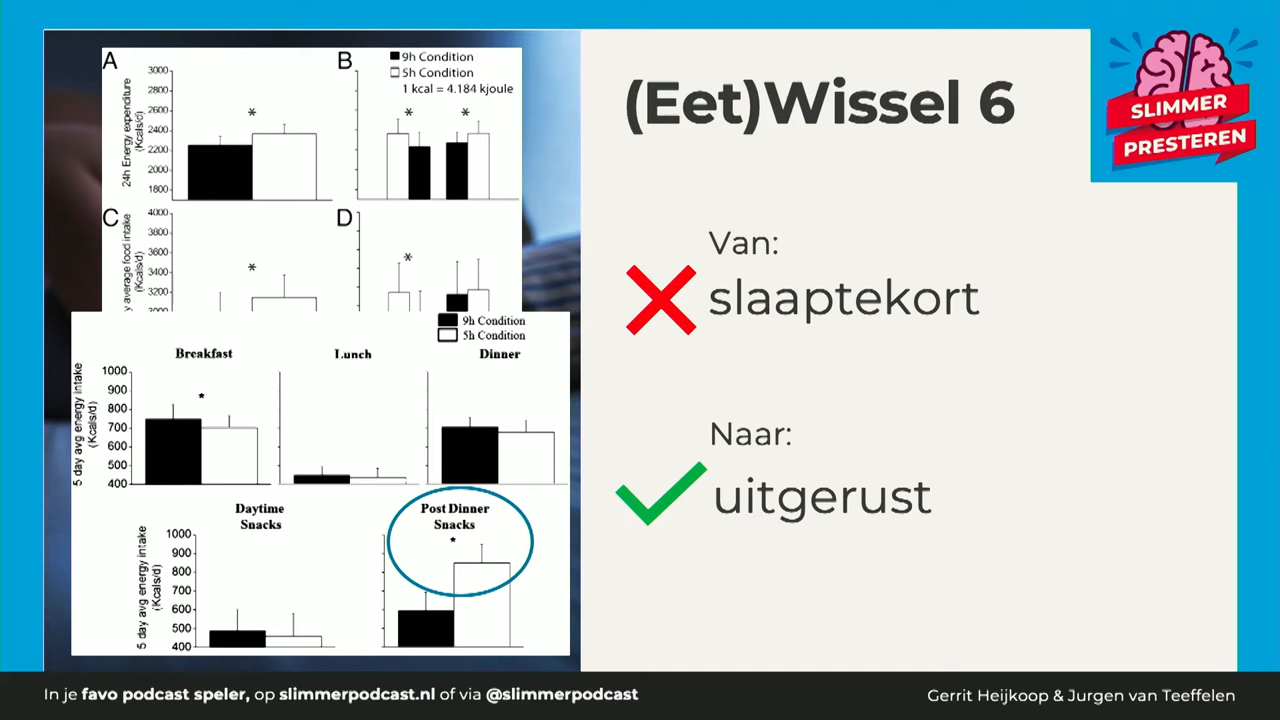 A
B
9h Condition
5h Condition
1 kcal = 4.184 kjoule
24h Energy expenditure
(Kcals/d)
3000
2800
2600
2400
2200
2000
1800
*
*
*
C
D
average food intake
(Kcals/d)
4000
3800
3600
3400
3200
*
*
9h Condition
5h Condition
Breakfast
Lunch
Dinner
5 day avg energy intake
(Kcals/d)
1000
900
800
700
600
500
400
*
Daytime
Snacks
Post Dinner
Snacks
5 day avg energy intake
(Kcals/d)
1000
900
800
700
600
500
400
*
(Eet)Wissel 6
Van:
slaaptekort
Naar:
uitgerust
SLIMMER
PRESTEREN
In je favo podcast speler, op slimmerpodcast.nl of via @slimmerpodcast
Gerrit Heijkoop & Jurgen van Teeffelen